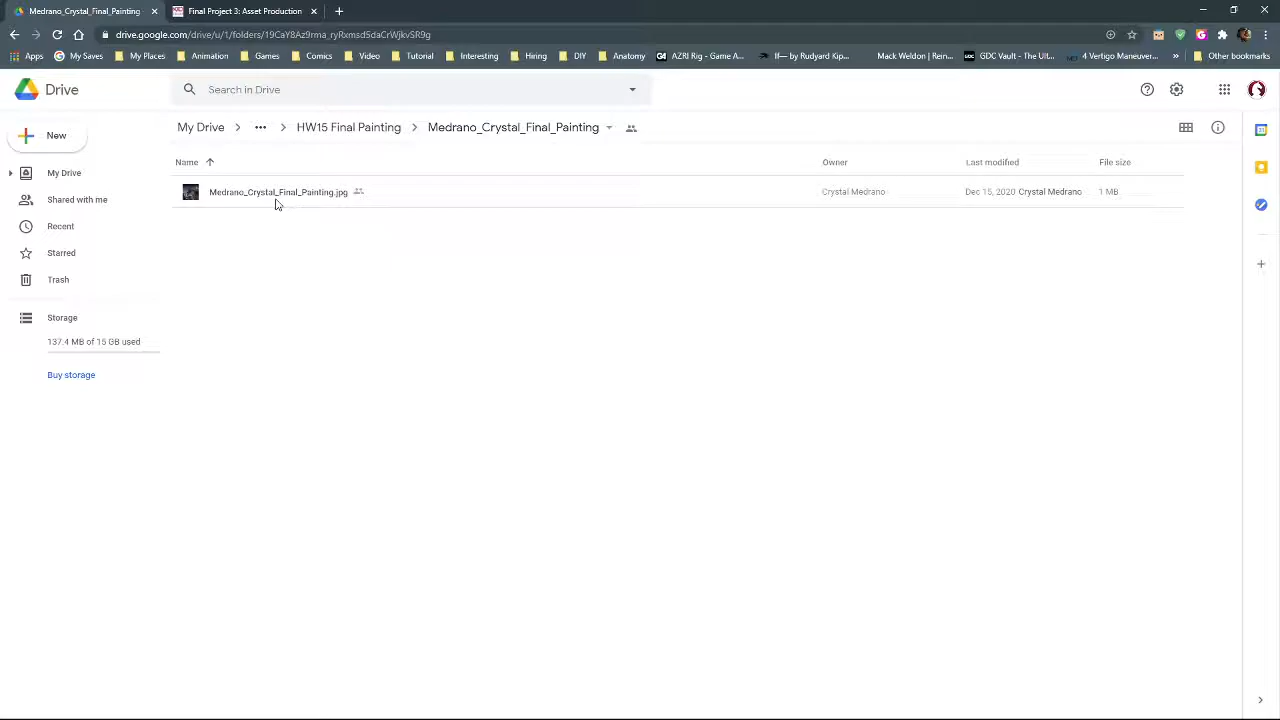 Medrano_Crystal_Final_Painting
Final Project 3: Asset Production
drive.google.com/drive/u/1/folders/19CaY8Az9rma_ryRxmsd5daCrWjkvSR9g
Apps My Saves My Places Animation Games Comics Video Tutorial Interesting Hiring DIY Anatomy AZRI Rig - Game A... If— by Rudyard Kip... Mack Weldon | Rein... GDC Vault - The Ulti... 4 Vertigo Maneuver... » Other bookmarks
Drive
Search in Drive
New
My Drive > ••• > HW15 Final Painting > Medrano_Crystal_Final_Painting
Name
Owner
Last modified
File size
Medrano_Crystal_Final_Painting.jpg
Crystal Medrano
Dec 15, 2020 Crystal Medrano
1 MB
My Drive
Shared with me
Recent
Starred
Trash
Storage
137.4 MB of 15 GB used
Buy storage